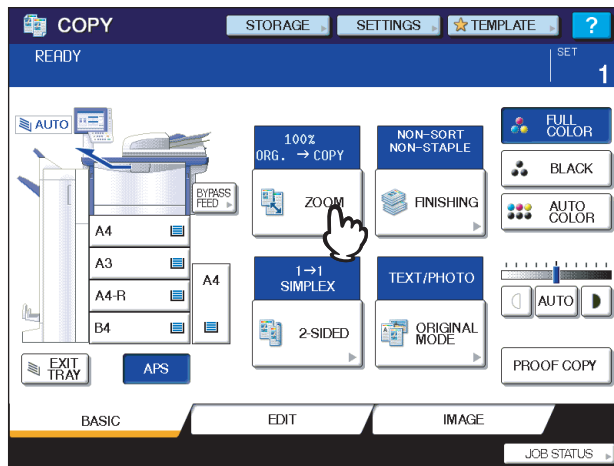 COPY
STORAGE
SETTINGS
TEMPLATE
?
READY
SET
1
AUTO
BYPASS
FEED
A4
A3
A4-R
B4
A4
EXIT
TRAY
APS
100%
ORG. → COPY
ZOOM
NON-SORT
NON-STAPLE
FINISHING
1→1
SIMPLEX
2-SIDED
TEXT/PHOTO
ORIGINAL
MODE
FULL
COLOR
BLACK
AUTO
COLOR
AUTO
PROOF COPY
BASIC
EDIT
IMAGE
JOB STATUS